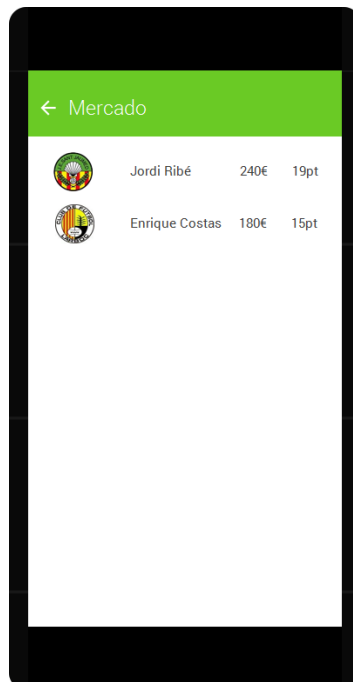 Mercado
Jordi Ribé 240€ 19pt
Enrique Costas 180€ 15pt